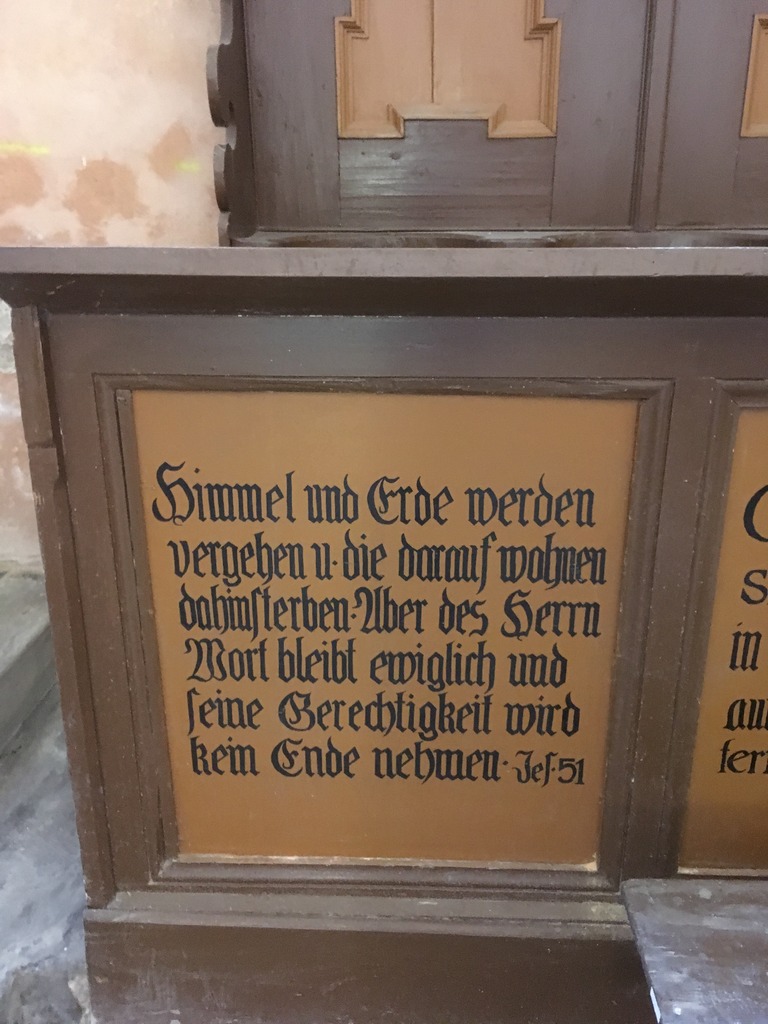 Himmel und Erde werden
vergehen u. die darauf wohnen
dahinsterben. Aber des Herrn
Wort bleibt ewiglich und
seine Gerechtigkeit wird
kein Ende nehmen. Jes. 51
in